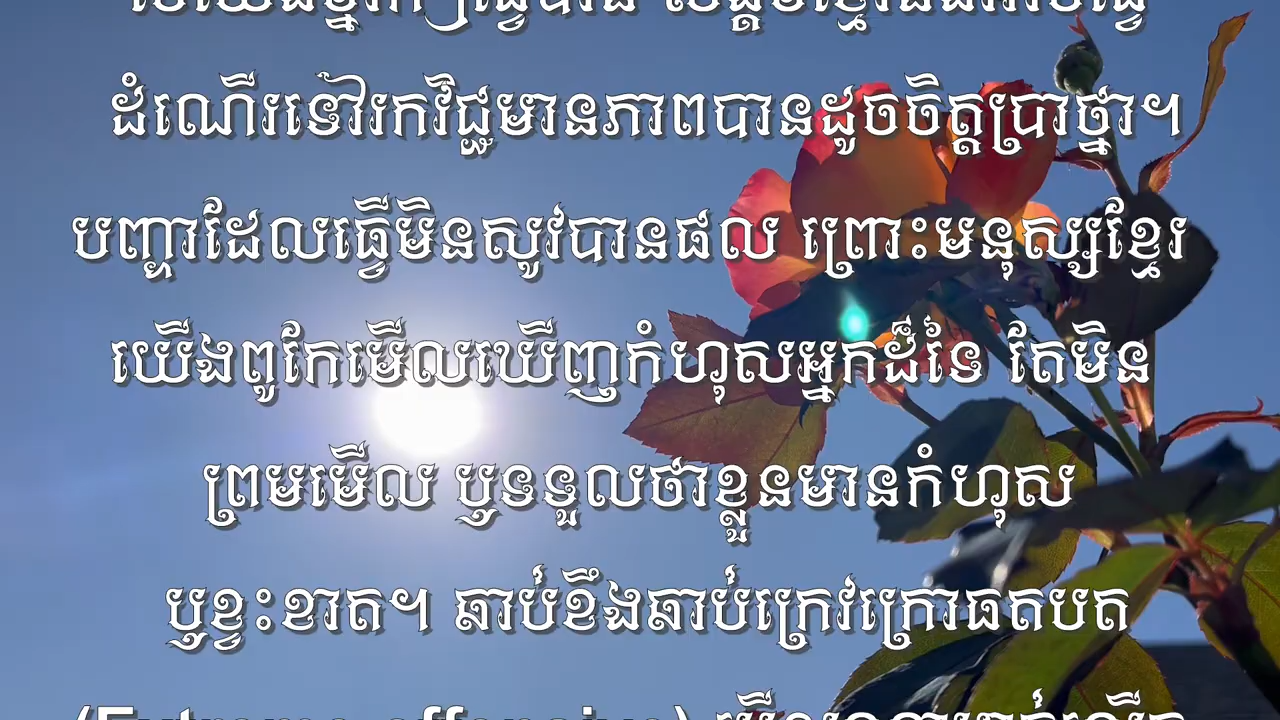 ដំណើរទៅរកវិជ្ជមានភាពបានដូចចិត្តប្រាថ្នា។
បញ្ហាដែលធ្វើមិនសូវបានផល ព្រោះមនុស្សខ្មែរ
យើងពូកែមើលឃើញកំហុសអ្នកដ៏ទៃ តែមិន
ព្រមមើល ឬទទួលថាខ្លួនមានកំហុស
ឬខ្វះខាត។ ឆាប់ខឹងឆាប់ក្រេវក្រោធតបត
(Extreme offensive)